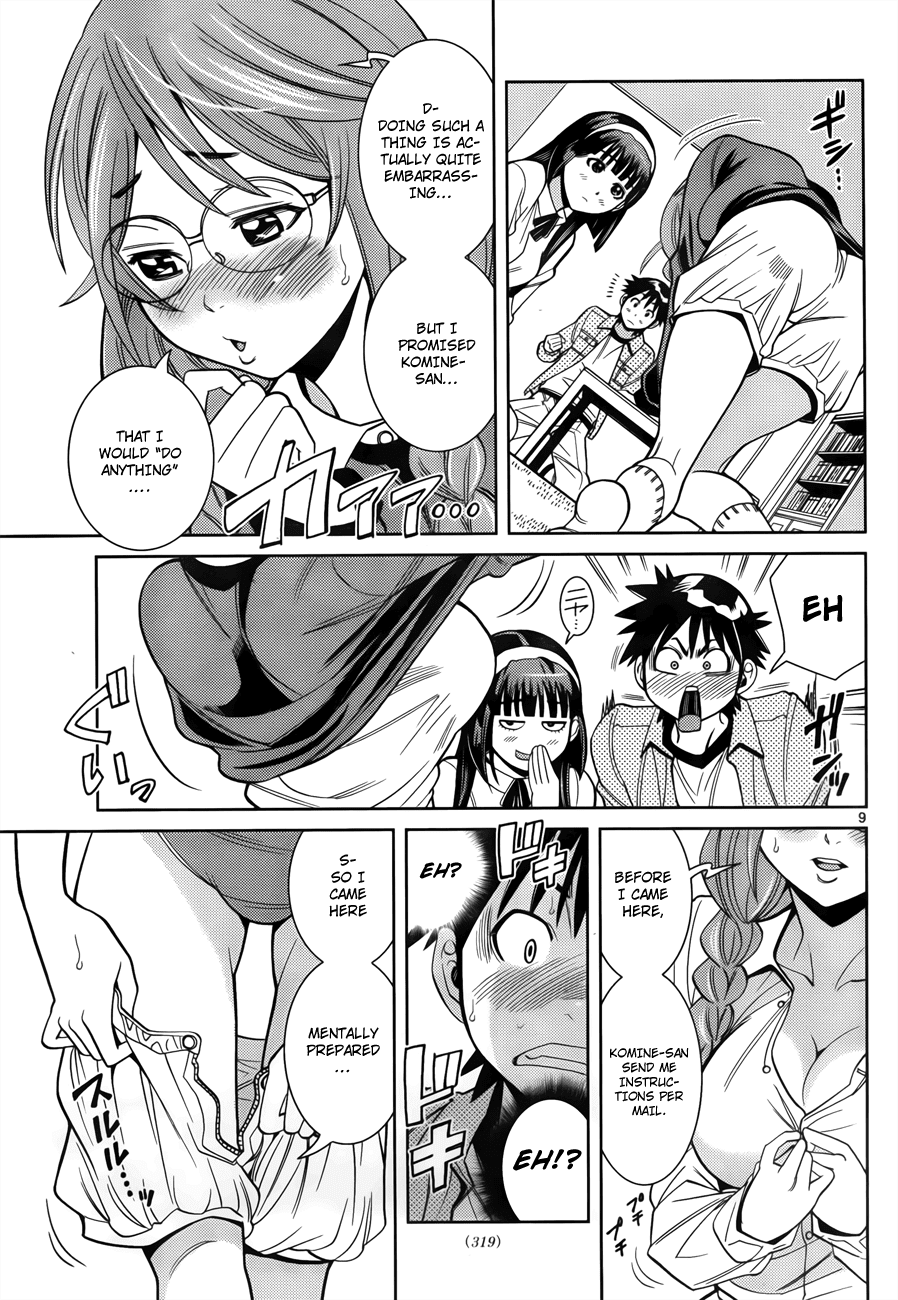 ギシ
D-
DOING SUCH A
THING IS AC-
TUALLY QUITE
EMBARRASS-
ING...
BUT I
PROMISED
KOMINE-
SAN...
THAT I
WOULD "DO
ANYTHING"
....
カァァァ...
EH
ニヤ...
ガーン
ぐぐっ
9
BEFORE
I CAME
HERE,
KOMINE-SAN
SEND ME
INSTRUC-
TIONS PER
MAIL.
プチ
プチ
EH?
ドキ
ドキ
EH!?
S-
SO I
CAME
HERE
MENTALLY
PREPARED
...
スルル...
(319)